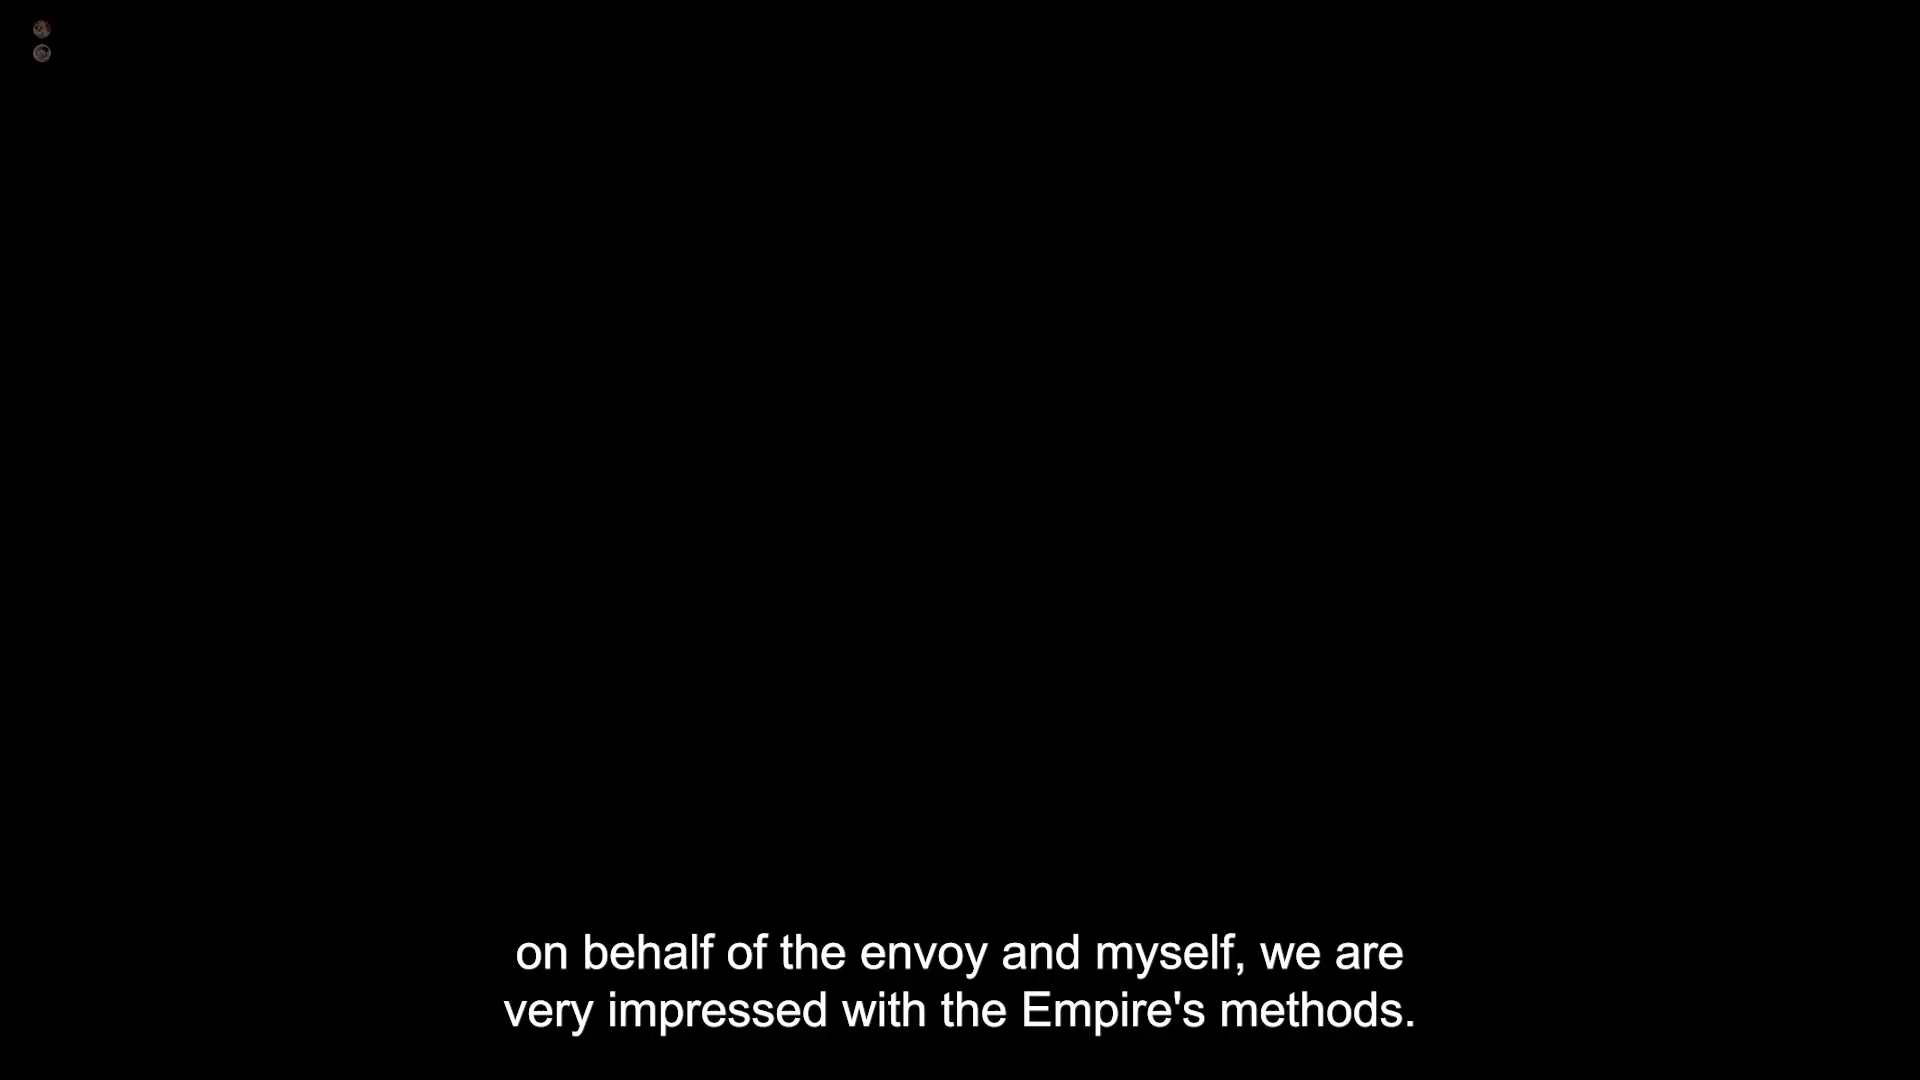 on behalf of the envoy and myself, we are
very impressed with the Empire's methods.